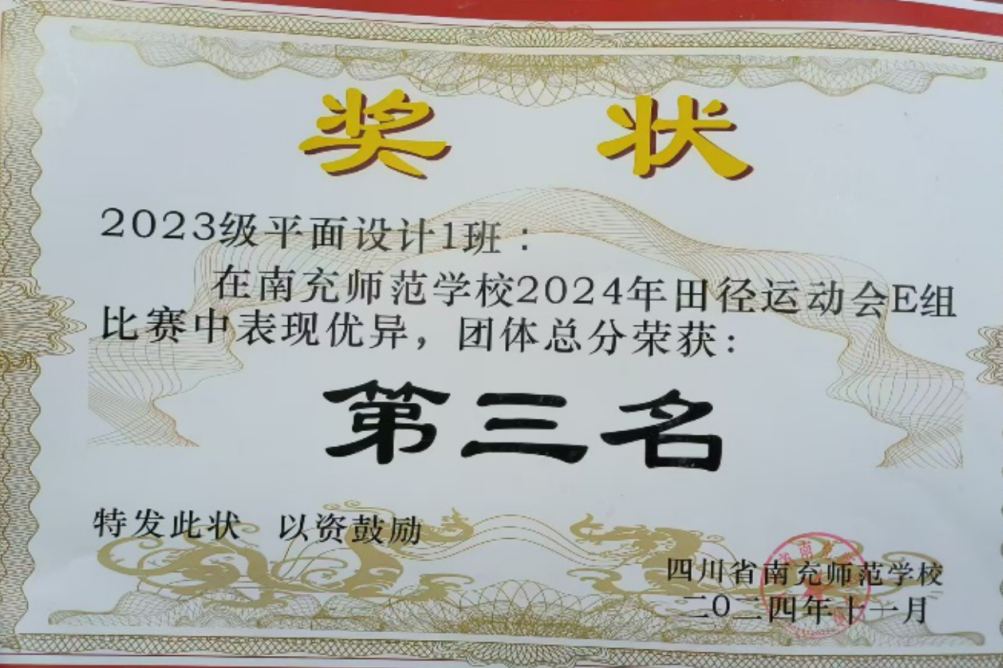 奖 状
2023级平面设计1班：
在南充师范学校2024年田径运动会E组
比赛中表现优异，团体总分荣获：
第三名
特发此状 以资鼓励
四川省南充师范学校
二〇二四年十一月